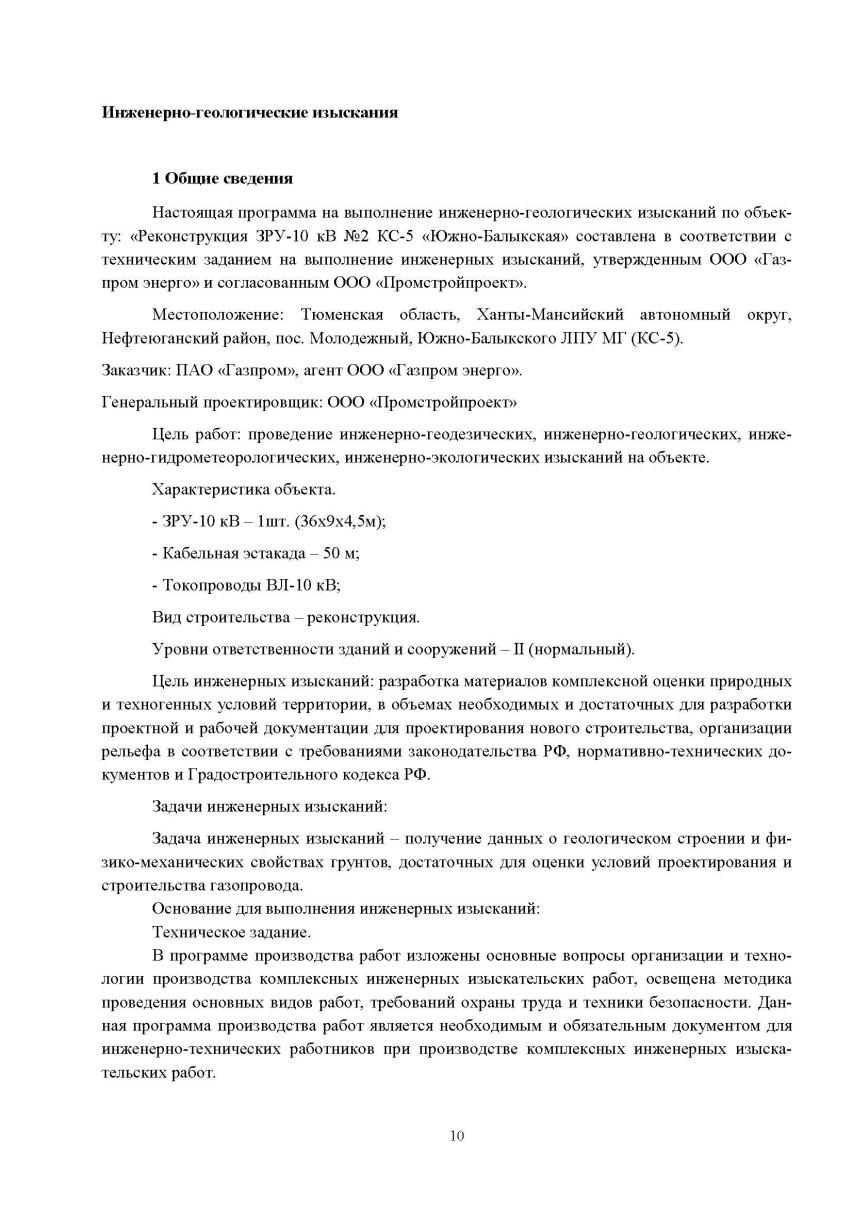 Инженерно-геологические изыскания
1 Общие сведения
Настоящая программа на выполнение инженерно-геологических изысканий по объек-
ту: «Реконструкция ЗРУ-10 кВ №2 КС-5 «Южно-Балыкская» составлена в соответствии с
техническим заданием на выполнение инженерных изысканий, утвержденным ООО «Газ-
пром энерго» и согласованным ООО «Промстройпроект».
Местоположение: Тюменская область, Ханты-Мансийский автономный округ,
Нефтеюганский район, пос. Молодежный, Южно-Балыкского ЛПУ МГ (КС-5).
Заказчик: ПАО «Газпром», агент ООО «Газпром энерго».
Генеральный проектировщик: ООО «Промстройпроект»
Цель работ: проведение инженерно-геодезических, инженерно-геологических, инже-
нерно-гидрометеорологических, инженерно-экологических изысканий на объекте.
Характеристика объекта.
- ЗРУ-10 кВ – 1шт. (36х9х4,5м);
- Кабельная эстакада – 50 м;
- Токопроводы ВЛ-10 кВ;
Вид строительства – реконструкция.
Уровни ответственности зданий и сооружений – II (нормальный).
Цель инженерных изысканий: разработка материалов комплексной оценки природных
и техногенных условий территории, в объемах необходимых и достаточных для разработки
проектной и рабочей документации для проектирования нового строительства, организации
рельефа в соответствии с требованиями законодательства РФ, нормативно-технических до-
кументов и Градостроительного кодекса РФ.
Задачи инженерных изысканий:
Задача инженерных изысканий – получение данных о геологическом строении и фи-
зико-механических свойствах грунтов, достаточных для оценки условий проектирования и
строительства газопровода.
Основание для выполнения инженерных изысканий:
Техническое задание.
В программе производства работ изложены основные вопросы организации и техно-
логии производства комплексных инженерных изыскательских работ, освещена методика
проведения основных видов работ, требований охраны труда и техники безопасности. Дан-
ная программа производства работ является необходимым и обязательным документом для
инженерно-технических работников при производстве комплексных инженерных изыска-
тельских работ.
10